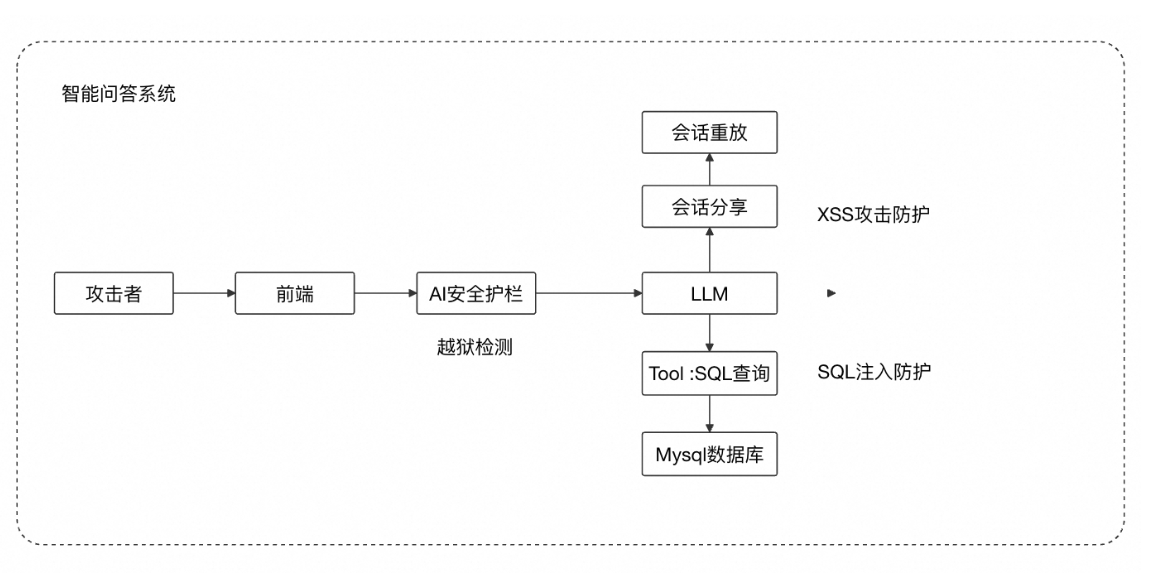 智能问答系统
会话重放
会话分享
XSS攻击防护
攻击者
前端
AI安全护栏
LLM
越狱检测
Tool :SQL查询
SQL注入防护
Mysql数据库